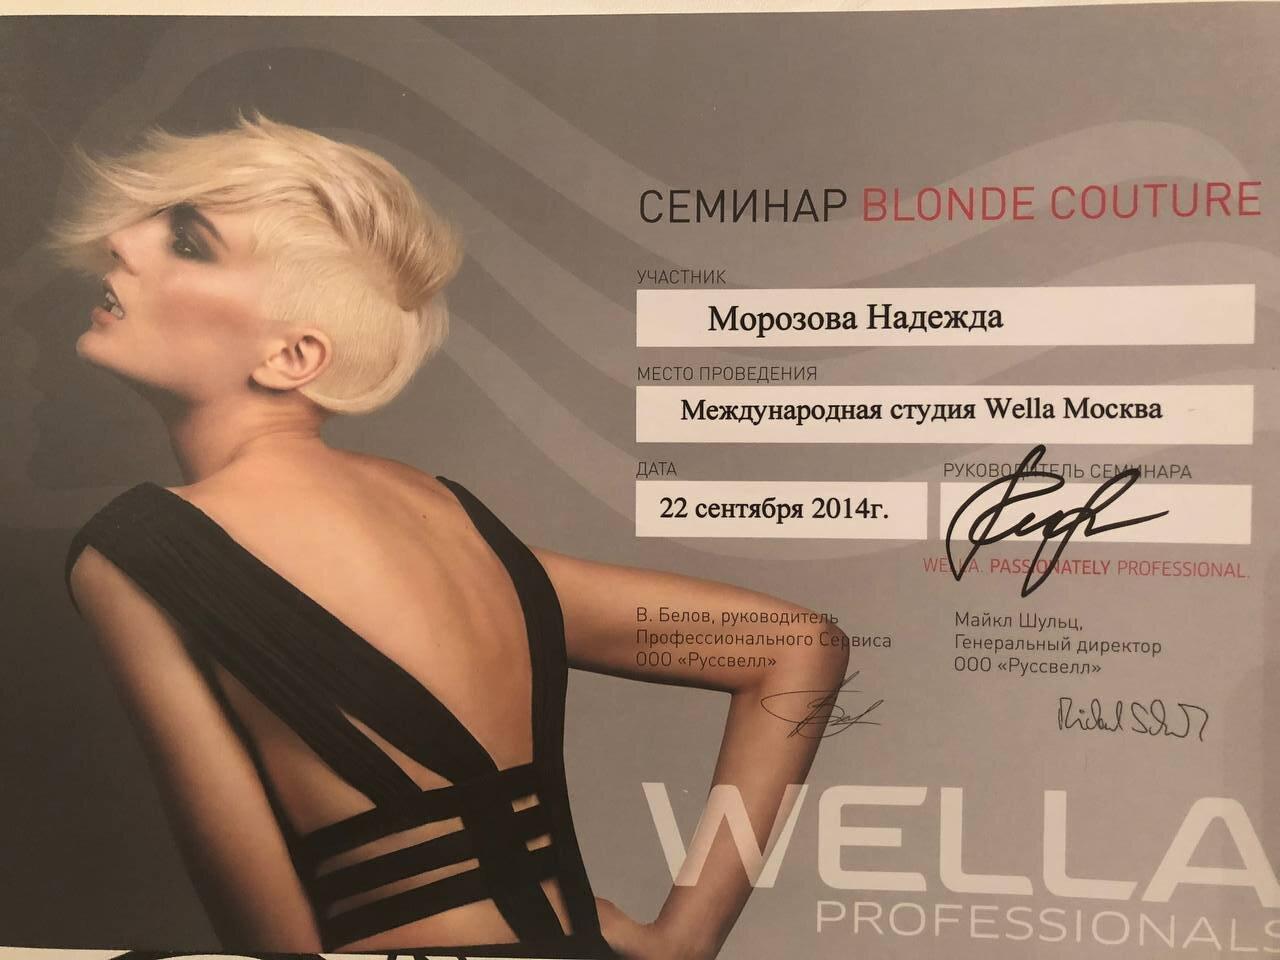 СЕМИНАР BLONDE COUTURE
УЧАСТНИК
Морозова Надежда
МЕСТО ПРОВЕДЕНИЯ
Международная студия Wella Москва
ДАТА
22 сентября 2014г.
РУКОВОДИТЕЛЬ СЕМИНАРА
WELLA. PASSIONATELY PROFESSIONAL.
В. Белов, руководитель
Профессионального Сервиса
ООО «Руссвелл»
Майкл Шульц,
Генеральный директор
ООО «Руссвелл»
WELLA
PROFESSIONALS